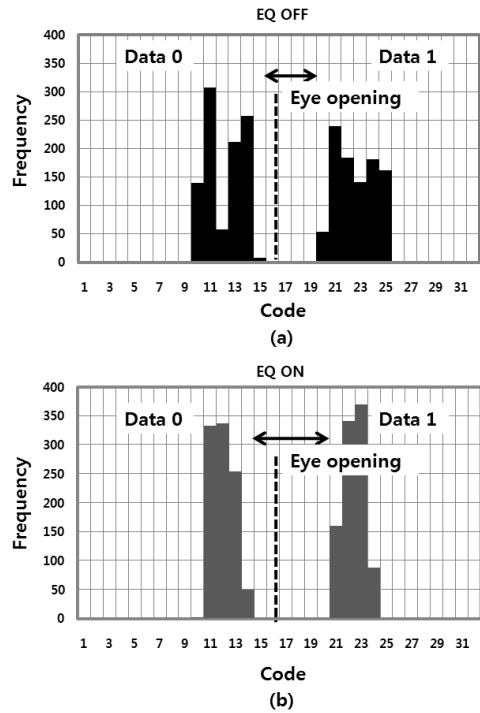 EQ OFF
400
350
300
250
200
150
100
50
0
Frequency
Data 0
Data 1
Eye opening
1 3 5 7 9 11 13 15 17 19 21 23 25 27 29 31
Code
(a)
EQ ON
400
350
300
250
200
150
100
50
0
Frequency
Data 0
Data 1
Eye opening
1 3 5 7 9 11 13 15 17 19 21 23 25 27 29 31
Code
(b)